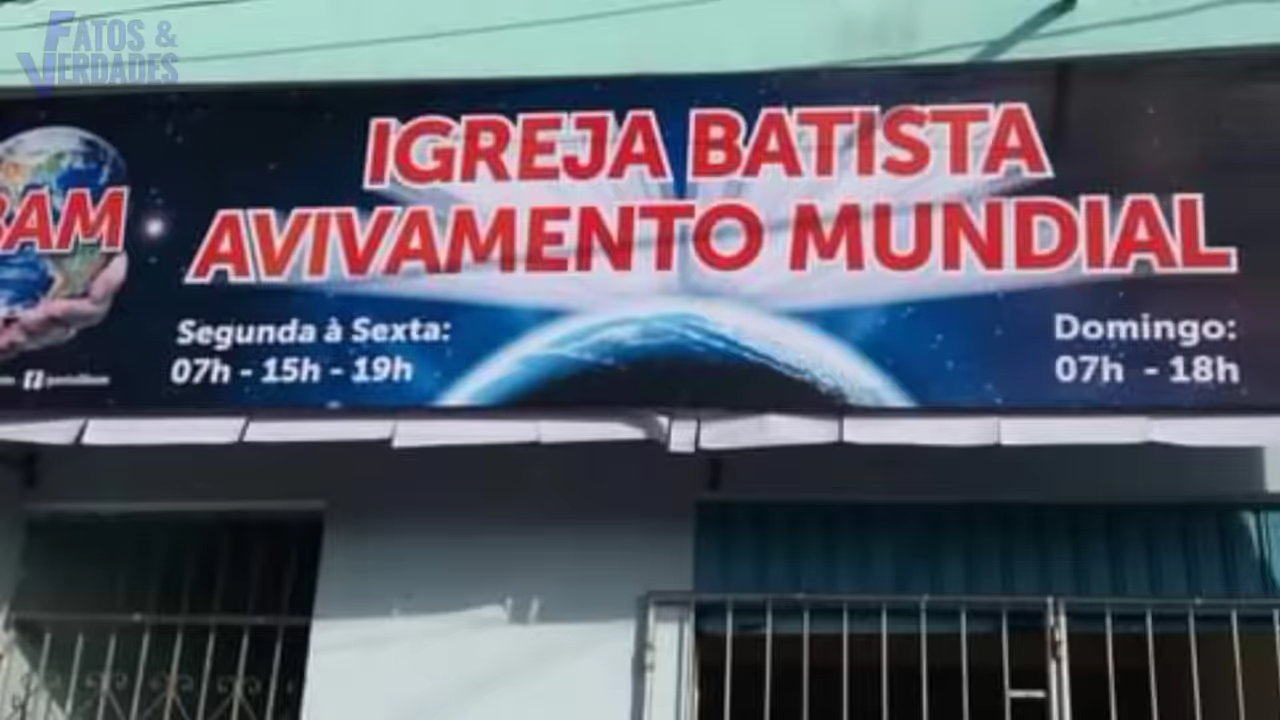 FATOS &
VERDADES
IGREJA BATISTA
AVIVAMENTO MUNDIAL
BAM
Segunda à Sexta:
07h - 15h - 19h
Domingo:
07h - 18h